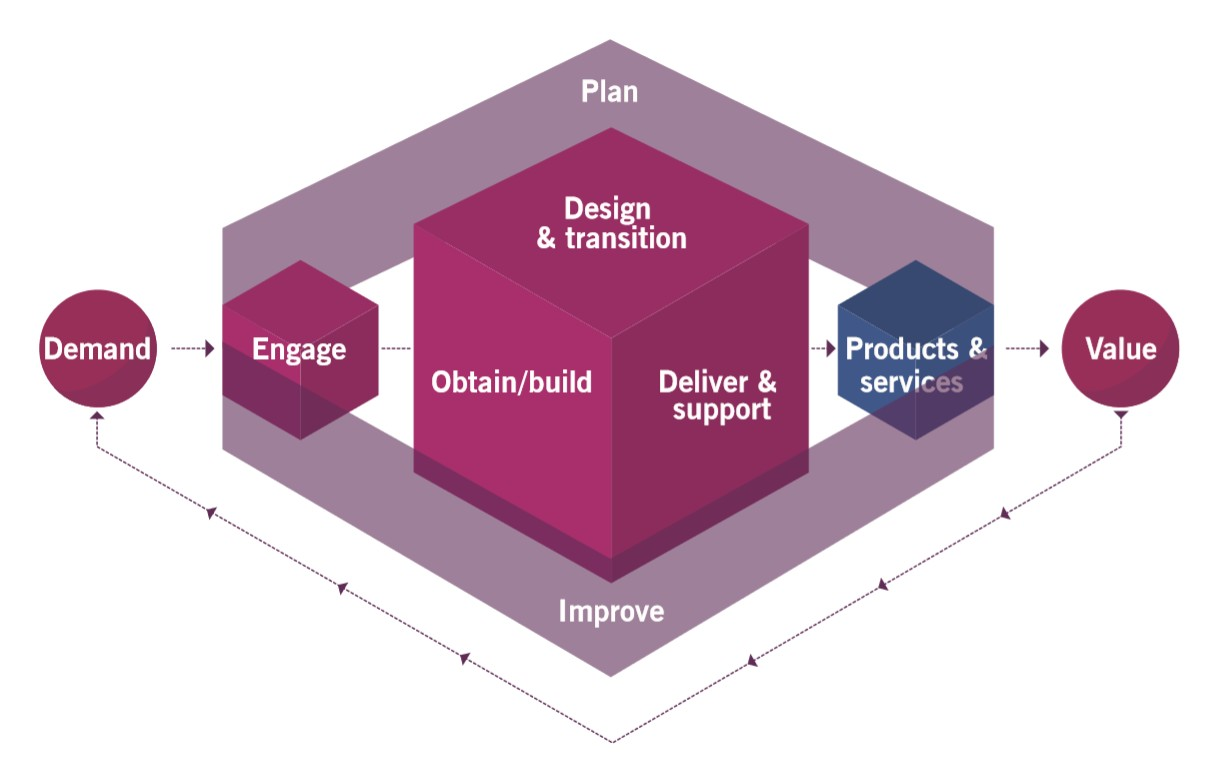 Plan
Design
& transition
Demand
Engage
Obtain/build
Deliver &
support
Products &
services
Value
Improve